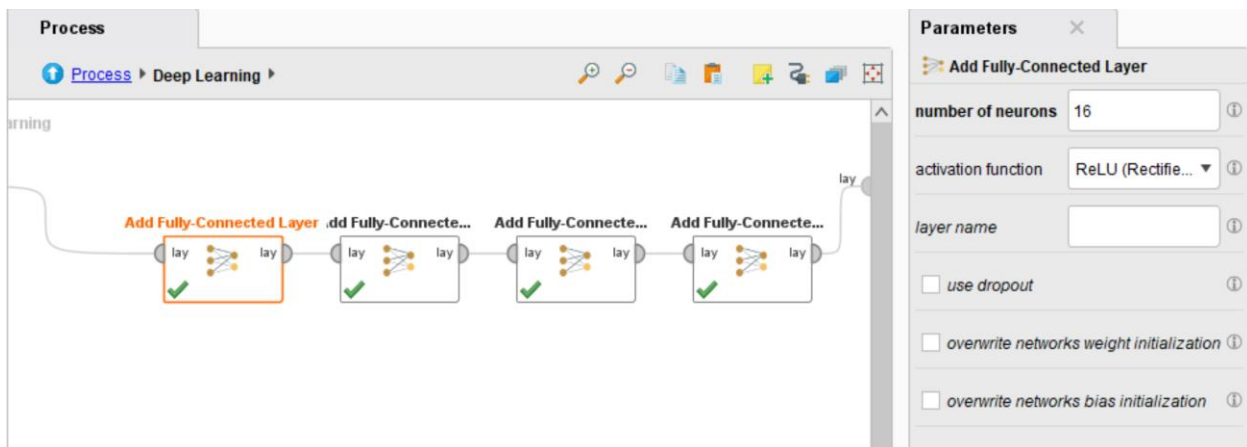 Process
Process Deep Learning
arning
lay
Add Fully-Connected Layer dd Fully-Connecte... Add Fully-Connecte... Add Fully-Connecte...
lay lay lay lay lay lay lay lay
Parameters
Add Fully-Connected Layer
number of neurons 16
activation function ReLU (Rectifie...
layer name
use dropout
overwrite networks weight initialization
overwrite networks bias initialization